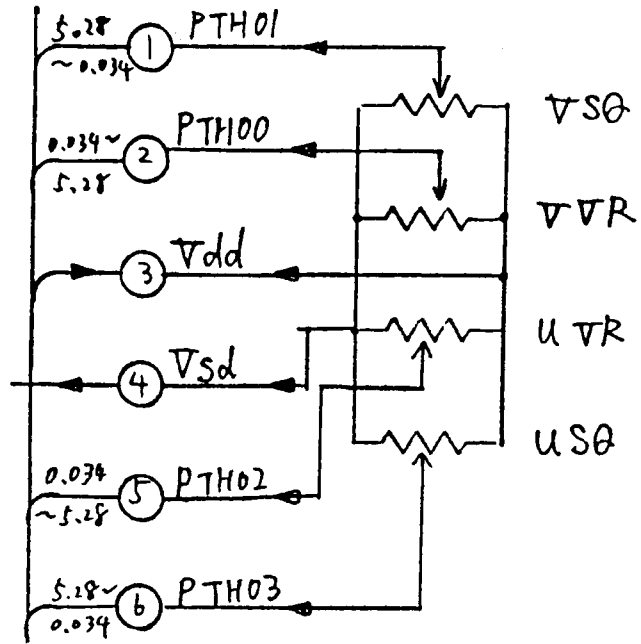 5.28
~0.034
1
PTH01
VSθ
0.034~
5.28
2
PTH00
VVR
3
Vdd
UVR
4
Vsd
USθ
0.034
~5.28
5
PTH02
5.28~
0.034
6
PTH03